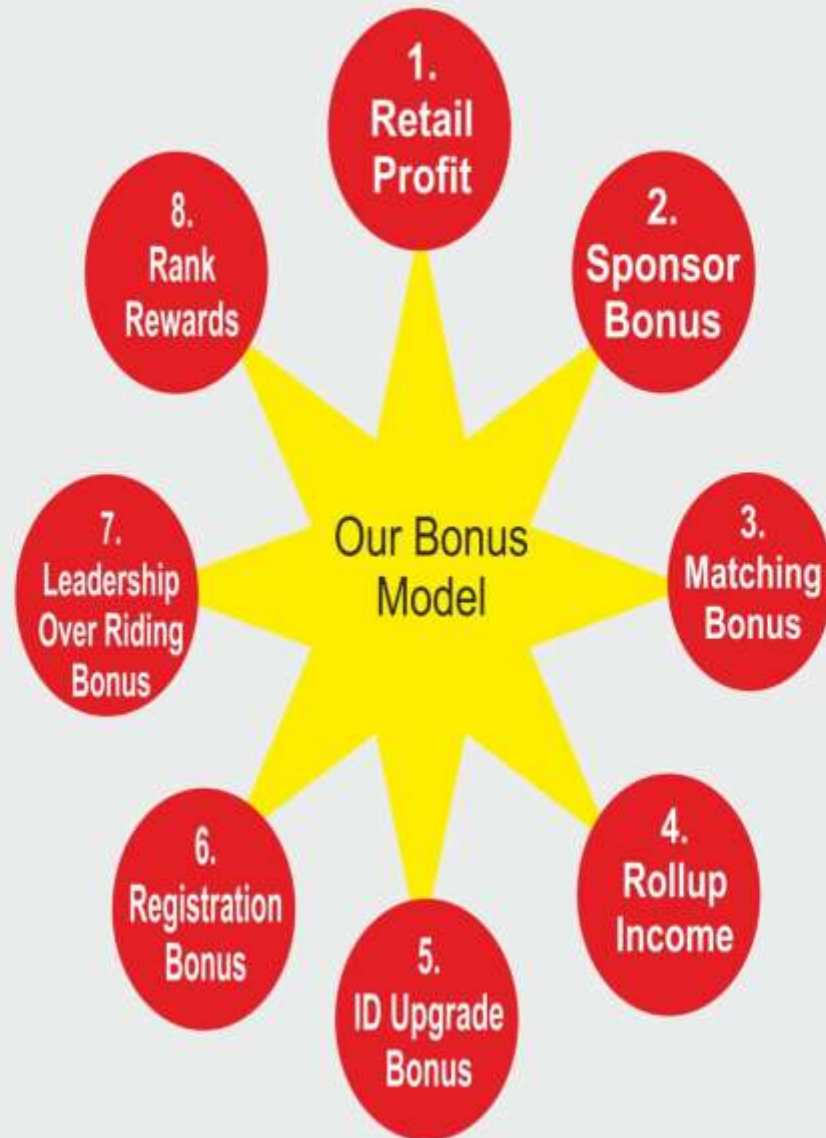 1.
Retail
Profit
2.
Sponsor
Bonus
3.
Matching
Bonus
4.
Rollup
Income
5.
ID Upgrade
Bonus
6.
Registration
Bonus
7.
Leadership
Over Riding
Bonus
8.
Rank
Rewards
Our Bonus
Model